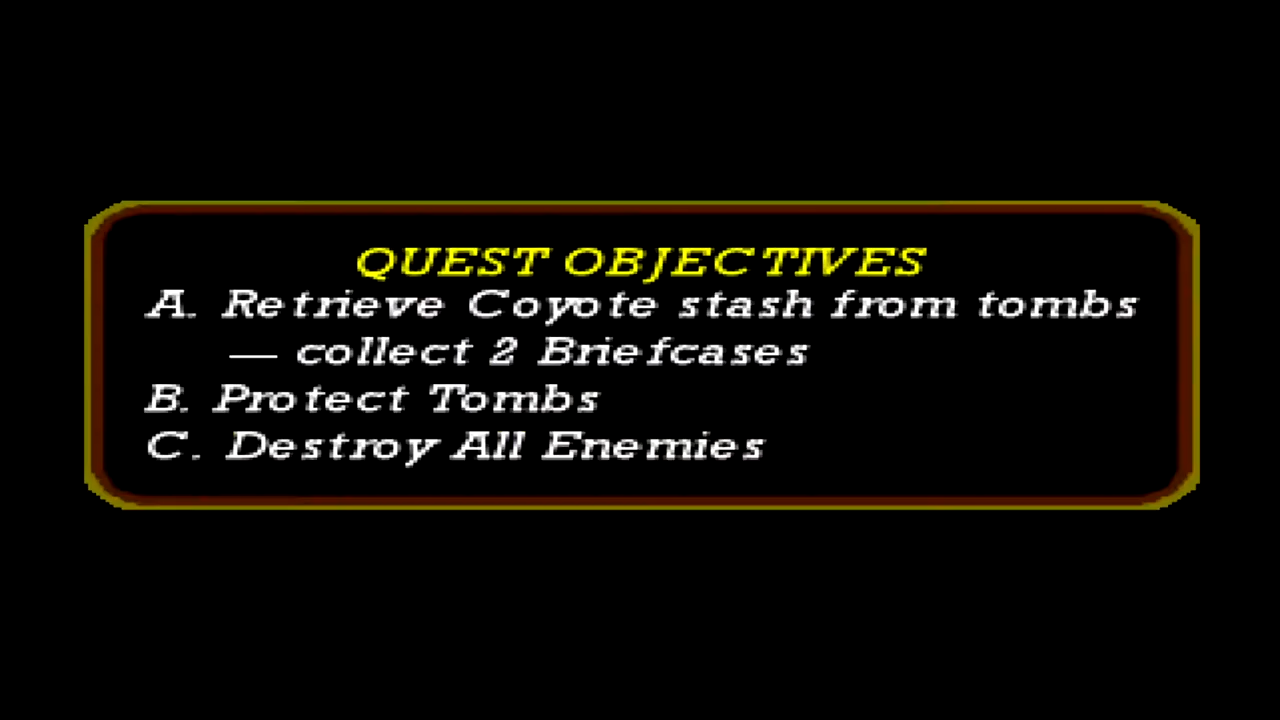 QUEST OBJECTIVES
A. Retrieve Coyote stash from tombs
— collect 2 Briefcases
B. Protect Tombs
C. Destroy All Enemies